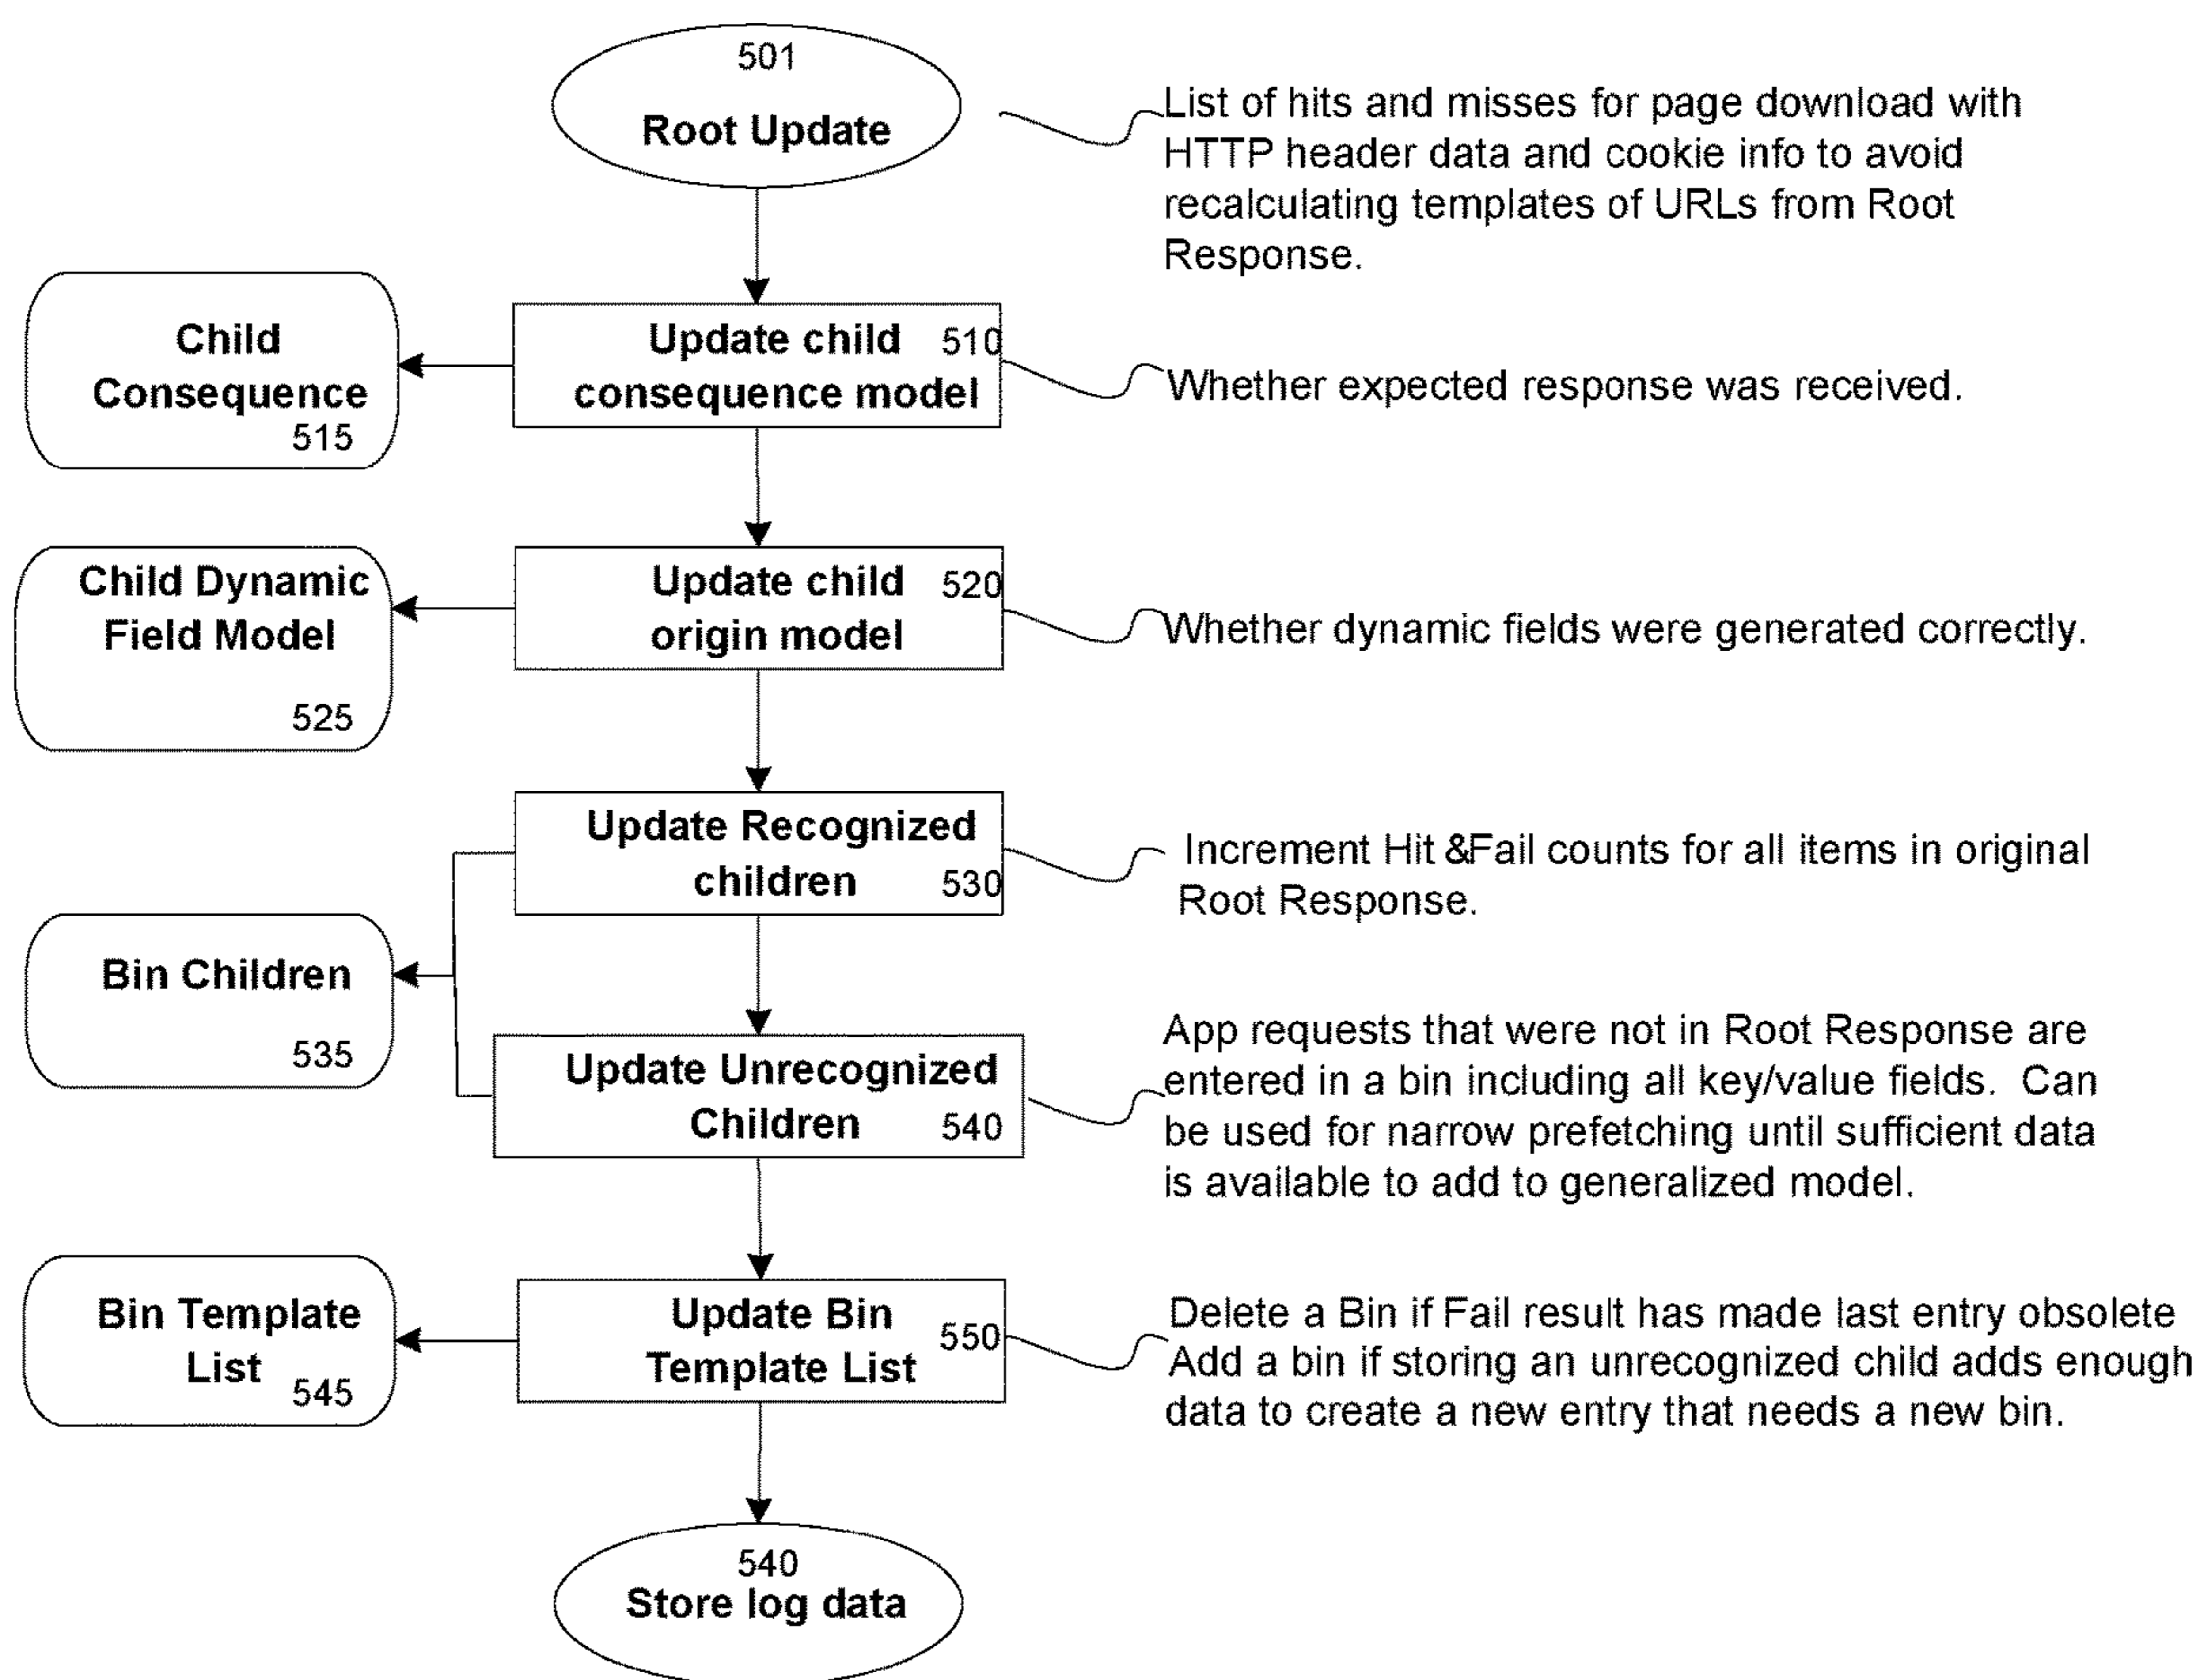 501
Root Update
List of hits and misses for page download with
HTTP header data and cookie info to avoid
recalculating templates of URLs from Root
Response.
Child
Consequence
515
Update child 510
consequence model
Whether expected response was received.
Child Dynamic
Field Model
525
Update child 520
origin model
Whether dynamic fields were generated correctly.
Update Recognized
children 530
Increment Hit &Fail counts for all items in original
Root Response.
Bin Children
535
Update Unrecognized
Children 540
App requests that were not in Root Response are
entered in a bin including all key/value fields. Can
be used for narrow prefetching until sufficient data
is available to add to generalized model.
Bin Template
List 545
Update Bin
Template List 550
Delete a Bin if Fail result has made last entry obsolete
Add a bin if storing an unrecognized child adds enough
data to create a new entry that needs a new bin.
540
Store log data